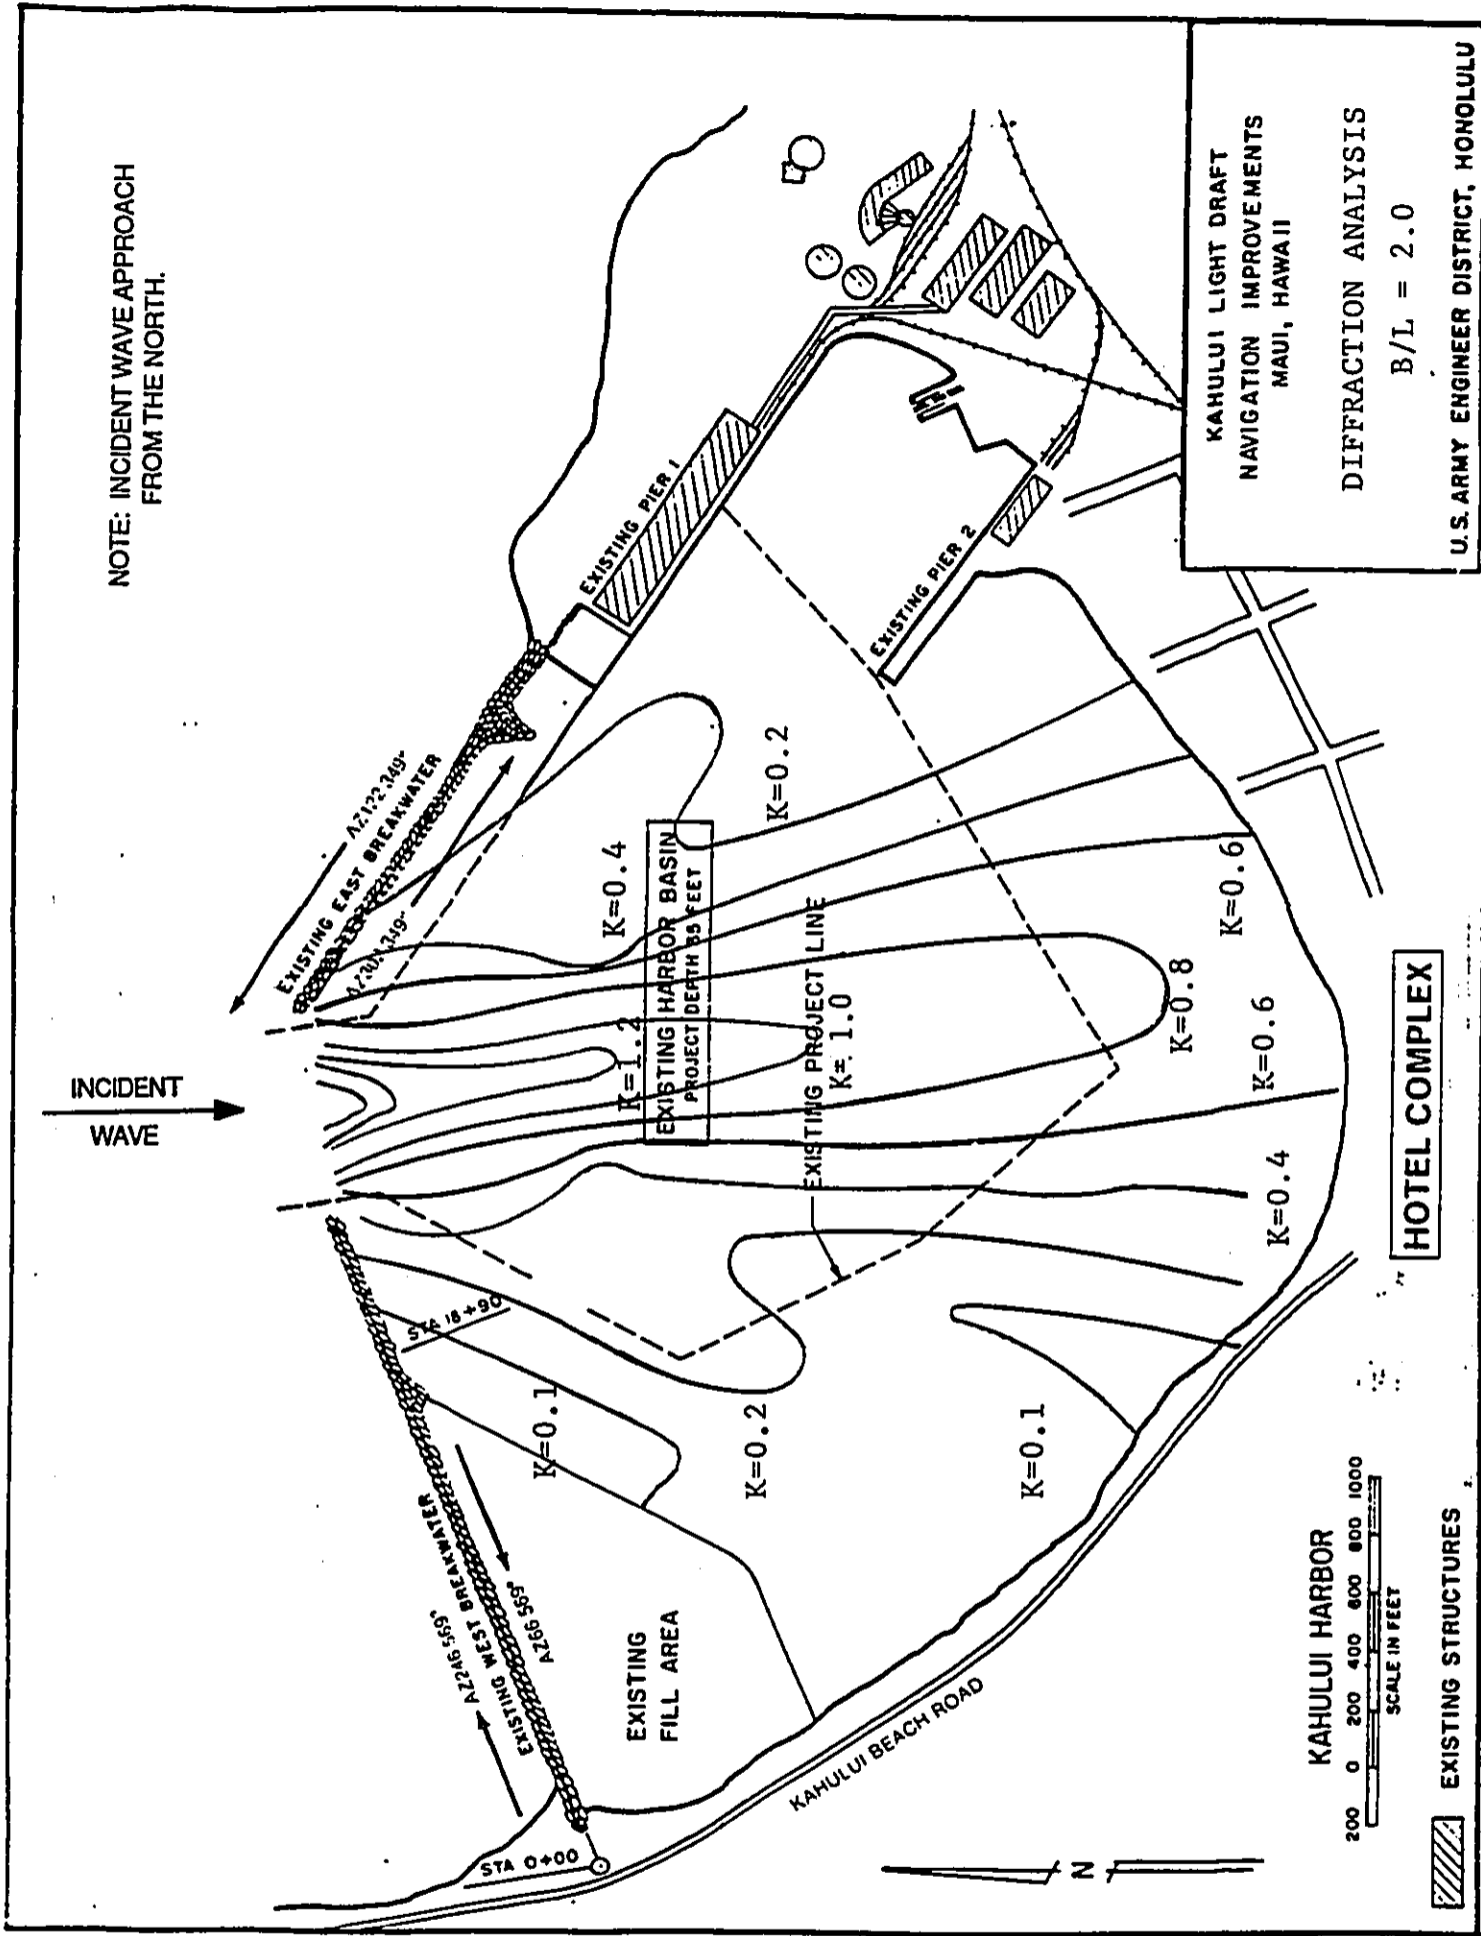 NOTE: INCIDENT WAVE APPROACH
FROM THE NORTH.
INCIDENT
WAVE
EXISTING EAST BREAKWATER
EXISTING PIER 1
EXISTING PIER 2
K=0.2
K=0.4
EXISTING HARBOR BASIN
PROJECT DEPTH 35 FEET
K=1.2
EXISTING PROJECT LINE
K= 1.0
K=0.6
K=0.8
K=0.6
K=0.4
STA 18+90
K=0.1
K=0.2
K=0.1
AZ246 569°
EXISTING WEST BREAKWATER
AZ66 569°
EXISTING
FILL AREA
STA 0+00
KAHULUI BEACH ROAD
HOTEL COMPLEX
N
KAHULUI HARBOR
200 0 200 400 600 800 1000
SCALE IN FEET
EXISTING STRUCTURES
KAHULUI LIGHT DRAFT
NAVIGATION IMPROVEMENTS
MAUI, HAWAII
DIFFRACTION ANALYSIS
B/L = 2.0
U.S. ARMY ENGINEER DISTRICT, HONOLULU